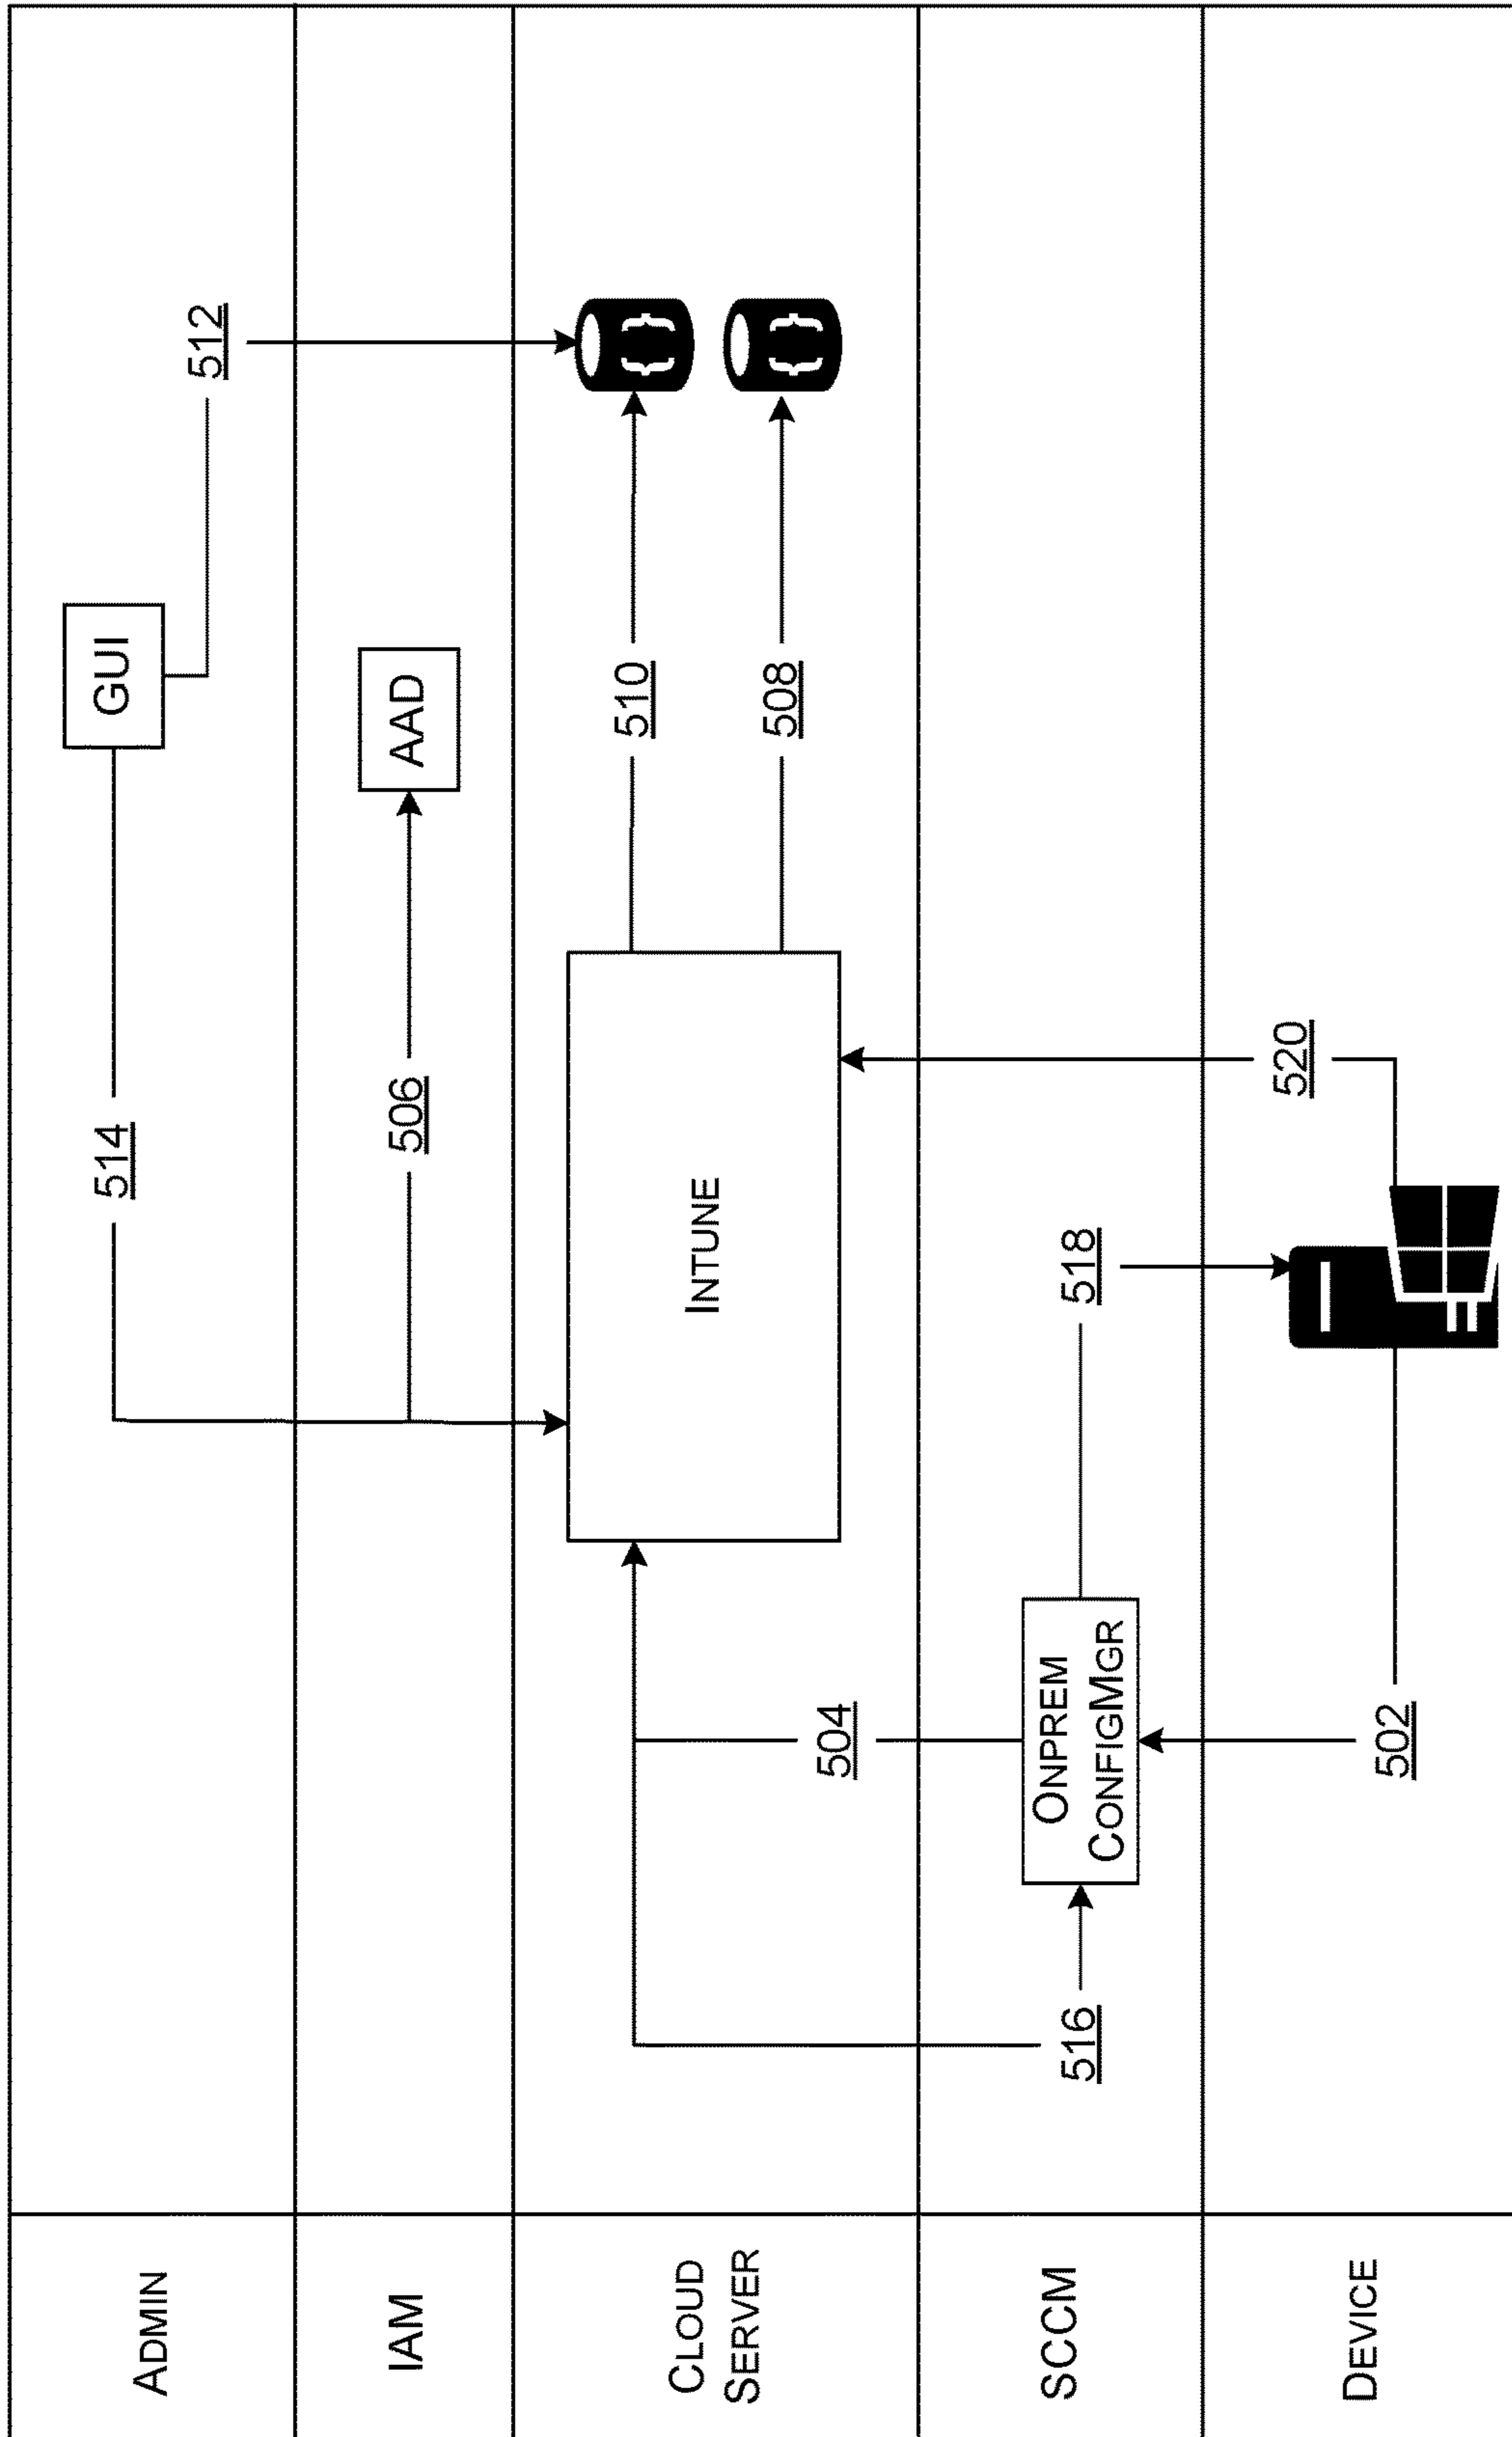 ADMIN
514
GUI
512
IAM
506
AAD
CLOUD
SERVER
INTUNE
510
508
{ }
{ }
SCCM
504
516
ONPREM
CONFIGMGR
518
DEVICE
502
520